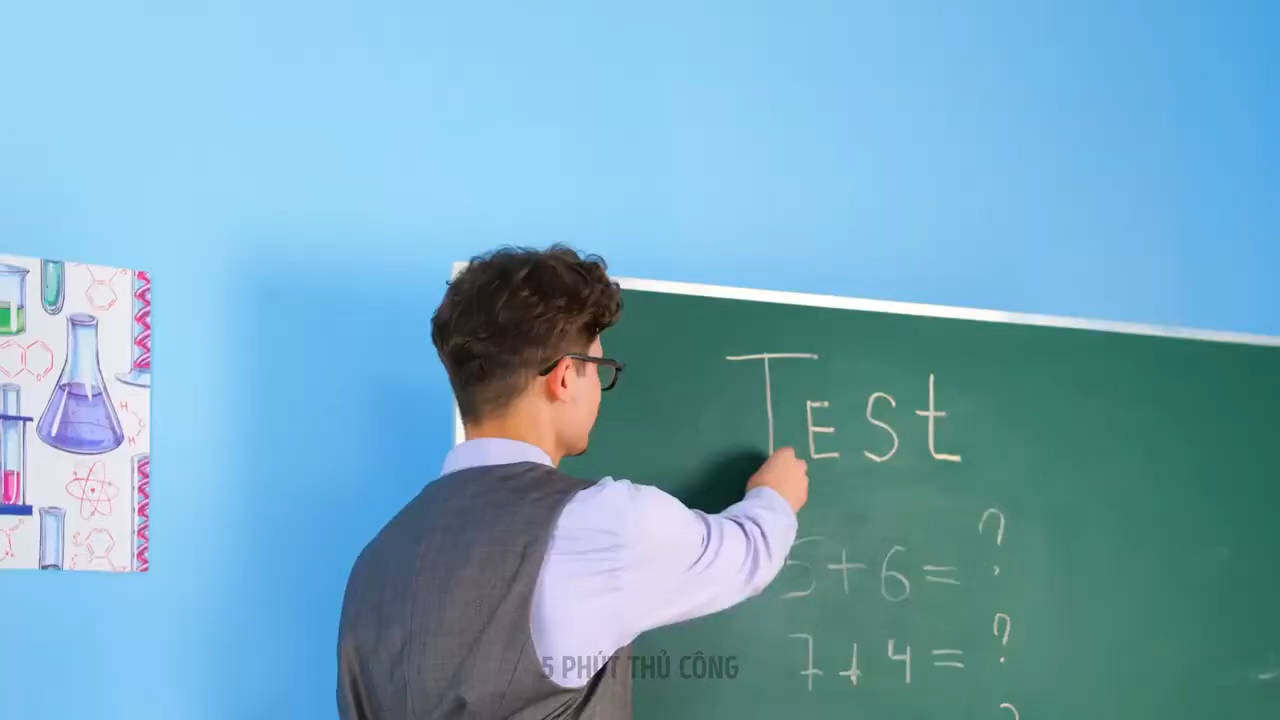 TEst
5+6= ?
7+4= ?
?
5 PHÚT THỦ CÔNG